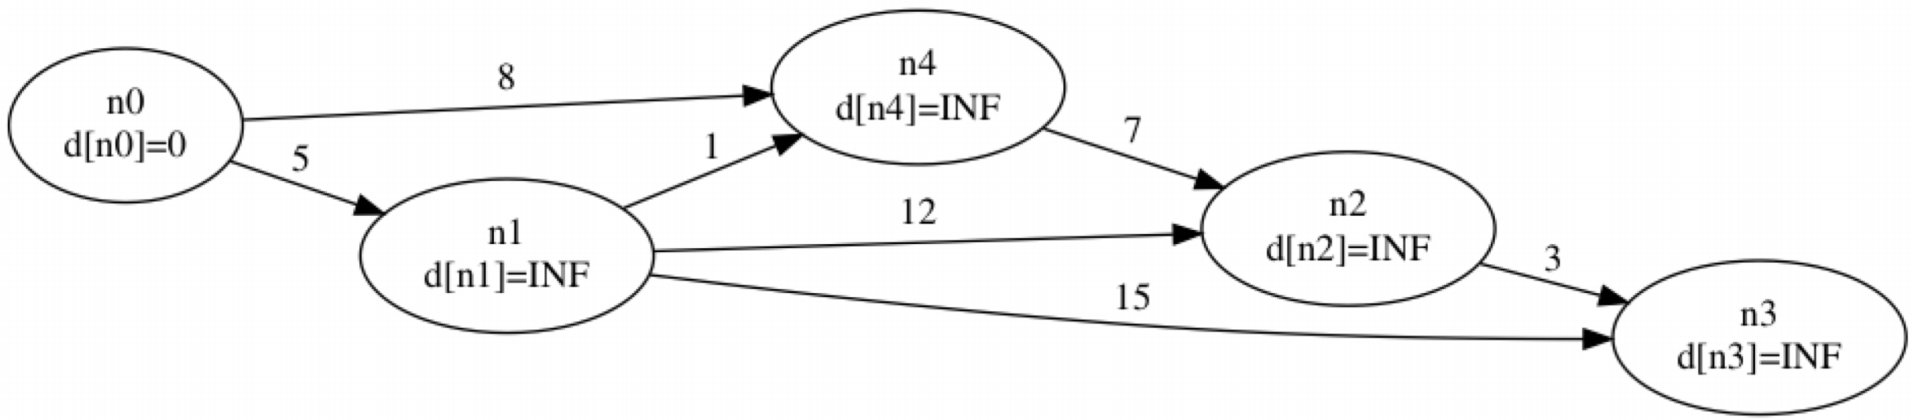 n0
d[n0]=0
8
5
n4
d[n4]=INF
1
7
n1
d[n1]=INF
12
15
n2
d[n2]=INF
3
n3
d[n3]=INF